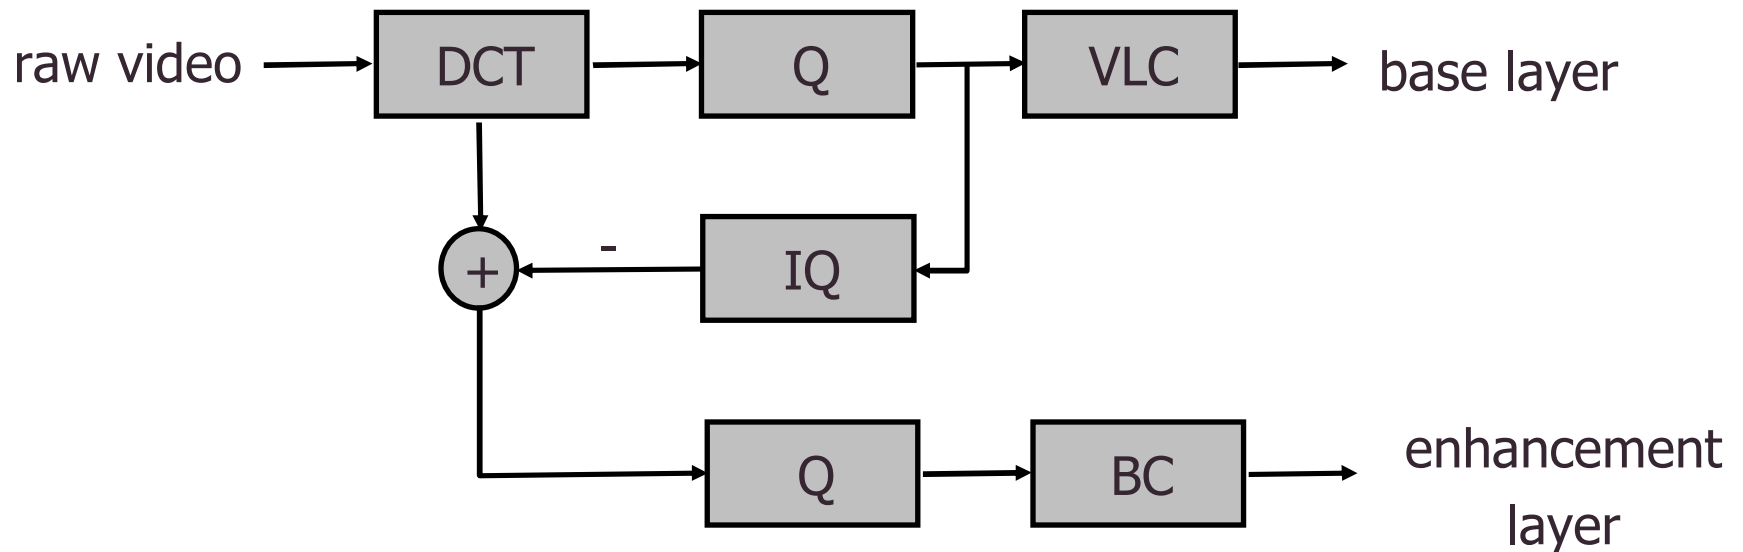 raw video
DCT
Q
VLC
base layer
-
+
IQ
Q
BC
enhancement
layer